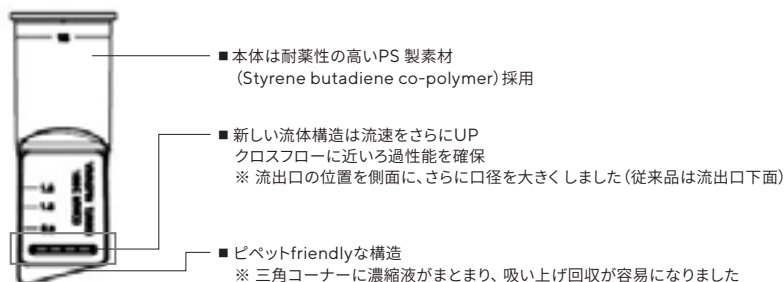 ■ 本体は耐薬性の高いPS 製素材
（Styrene butadiene co-polymer）採用
■ 新しい流体構造は流速をさらにUP
クロスフローに近いろ過性能を確保
※ 流出口の位置を側面に、さらに口径を大きくしました（従来品は流出口下面）
■ ピペットfriendlyな構造
※ 三角コーナーに濃縮液がまとまり、吸い上げ回収が容易になりました